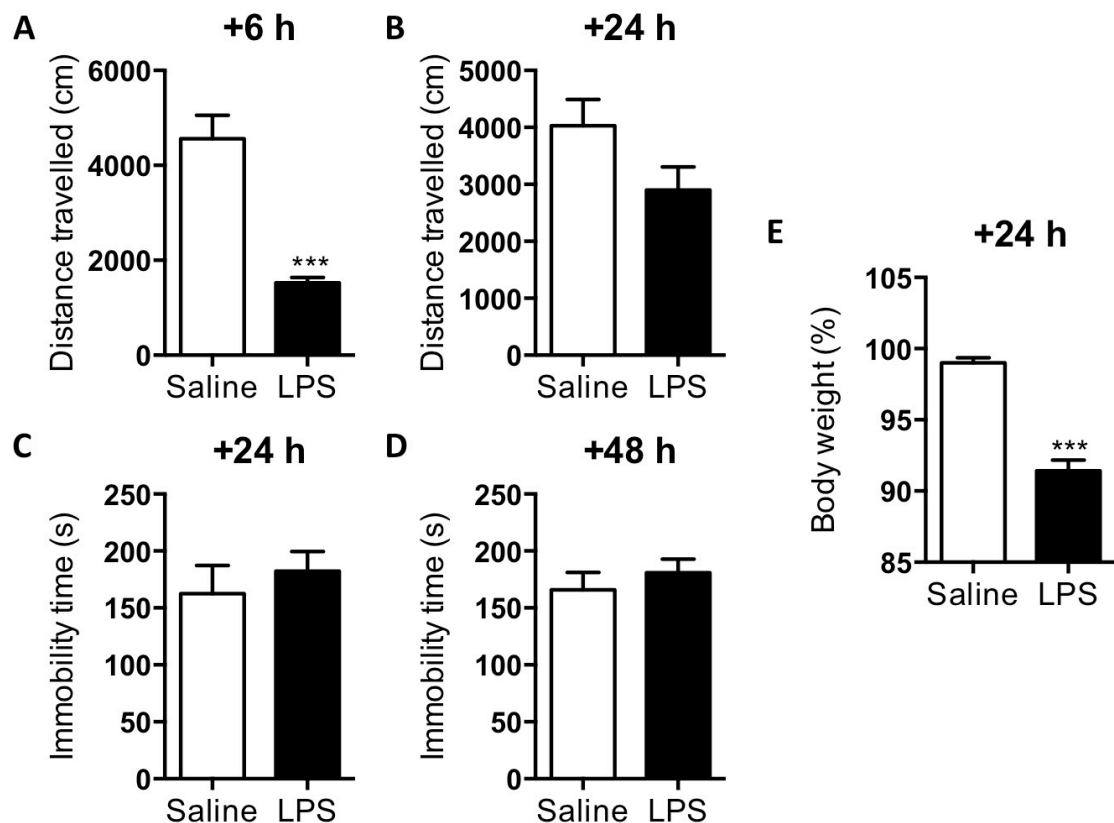 A
+6 h
Distance travelled (cm)
6000
4000
2000
0
***
Saline LPS
B
+24 h
Distance travelled (cm)
5000
4000
3000
2000
1000
0
Saline LPS
C
+24 h
Immobility time (s)
250
200
150
100
50
0
Saline LPS
D
+48 h
Immobility time (s)
250
200
150
100
50
0
Saline LPS
E
+24 h
Body weight (%)
105
100
95
90
85
***
Saline LPS